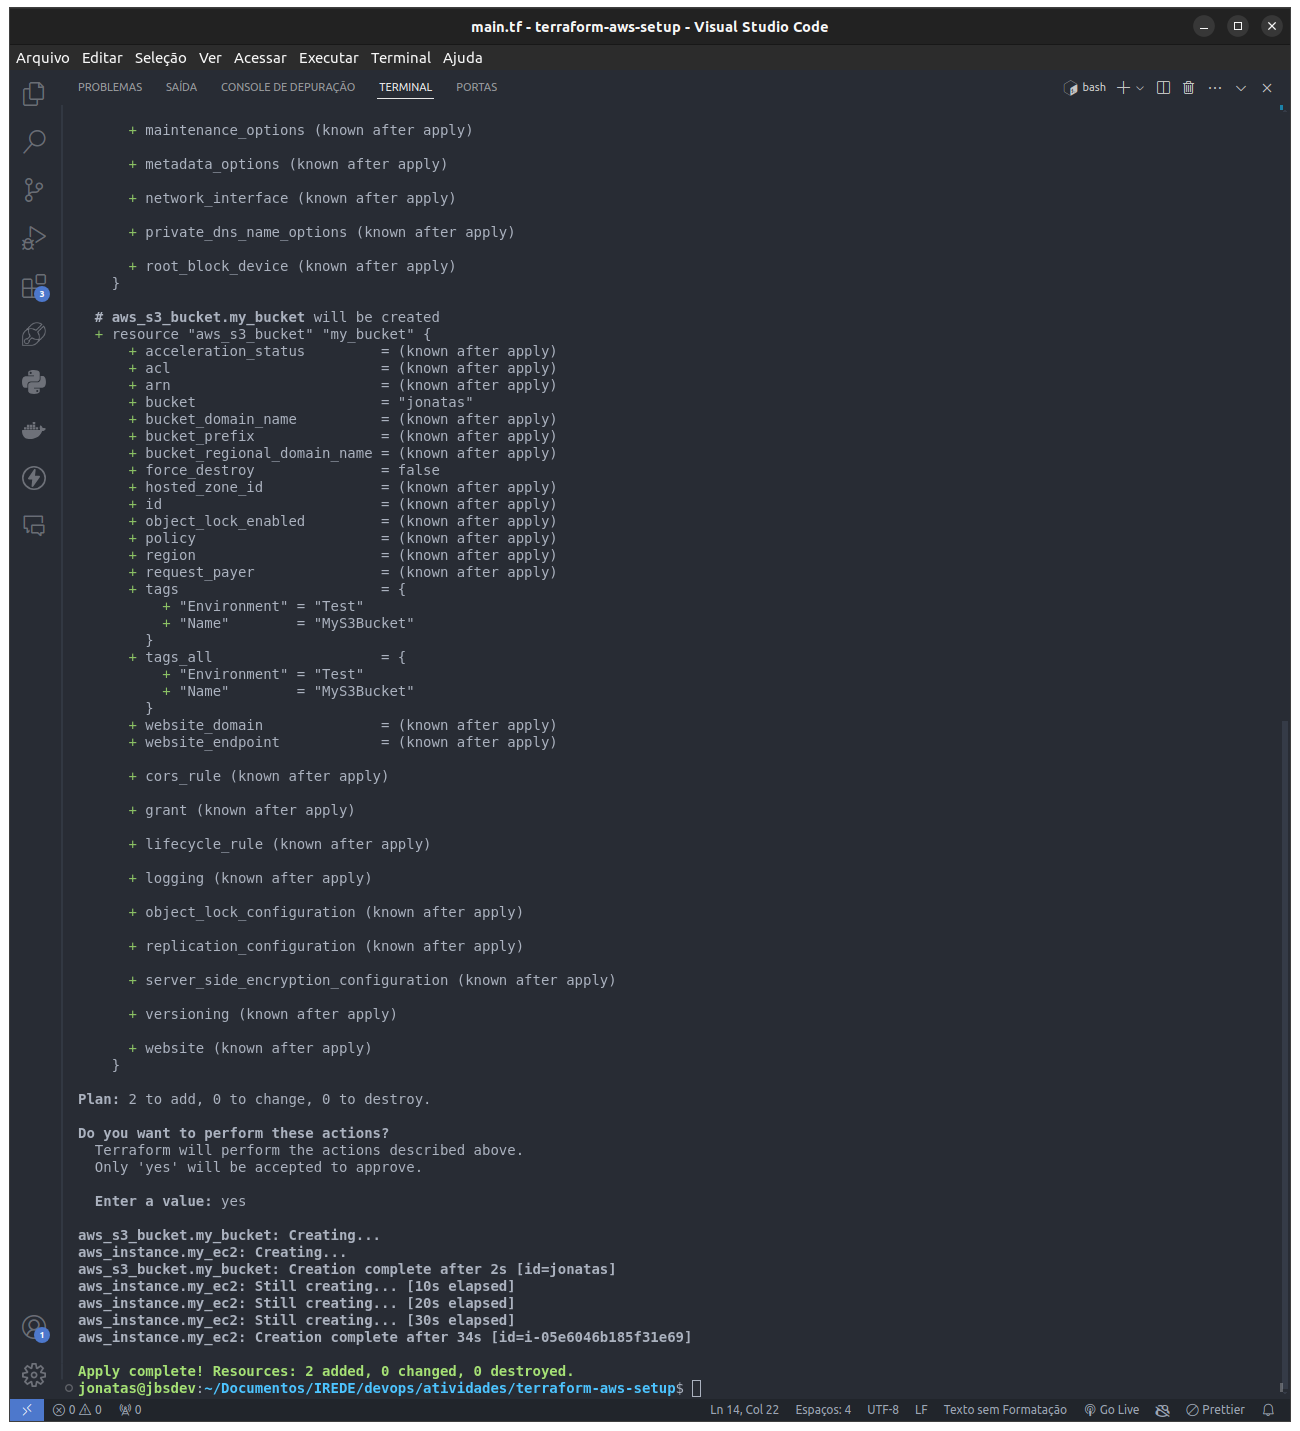 main.tf - terraform-aws-setup - Visual Studio Code
Arquivo Editar Seleção Ver Acessar Executar Terminal Ajuda
PROBLEMAS SAÍDA CONSOLE DE DEPURAÇÃO TERMINAL PORTAS bash
+ maintenance_options (known after apply)
+ metadata_options (known after apply)
+ network_interface (known after apply)
+ private_dns_name_options (known after apply)
+ root_block_device (known after apply)
}
# aws_s3_bucket.my_bucket will be created
+ resource "aws_s3_bucket" "my_bucket" {
+ acceleration_status = (known after apply)
+ acl = (known after apply)
+ arn = (known after apply)
+ bucket = "jonatas"
+ bucket_domain_name = (known after apply)
+ bucket_prefix = (known after apply)
+ bucket_regional_domain_name = (known after apply)
+ force_destroy = false
+ hosted_zone_id = (known after apply)
+ id = (known after apply)
+ object_lock_enabled = (known after apply)
+ policy = (known after apply)
+ region = (known after apply)
+ request_payer = (known after apply)
+ tags = {
+ "Environment" = "Test"
+ "Name" = "MyS3Bucket"
}
+ tags_all = {
+ "Environment" = "Test"
+ "Name" = "MyS3Bucket"
}
+ website_domain = (known after apply)
+ website_endpoint = (known after apply)
+ cors_rule (known after apply)
+ grant (known after apply)
+ lifecycle_rule (known after apply)
+ logging (known after apply)
+ object_lock_configuration (known after apply)
+ replication_configuration (known after apply)
+ server_side_encryption_configuration (known after apply)
+ versioning (known after apply)
+ website (known after apply)
}
Plan: 2 to add, 0 to change, 0 to destroy.
Do you want to perform these actions?
Terraform will perform the actions described above.
Only 'yes' will be accepted to approve.
Enter a value: yes
aws_s3_bucket.my_bucket: Creating...
aws_instance.my_ec2: Creating...
aws_s3_bucket.my_bucket: Creation complete after 2s [id=jonatas]
aws_instance.my_ec2: Still creating... [10s elapsed]
aws_instance.my_ec2: Still creating... [20s elapsed]
aws_instance.my_ec2: Still creating... [30s elapsed]
aws_instance.my_ec2: Creation complete after 34s [id=i-05e6046b185f31e69]
Apply complete! Resources: 2 added, 0 changed, 0 destroyed.
jonatas@jbsdev:~/Documentos/IREDE/devops/atividades/terraform-aws-setup$
3
1
0 0 0 Ln 14, Col 22 Espaços: 4 UTF-8 LF Texto sem Formatação Go Live Prettier